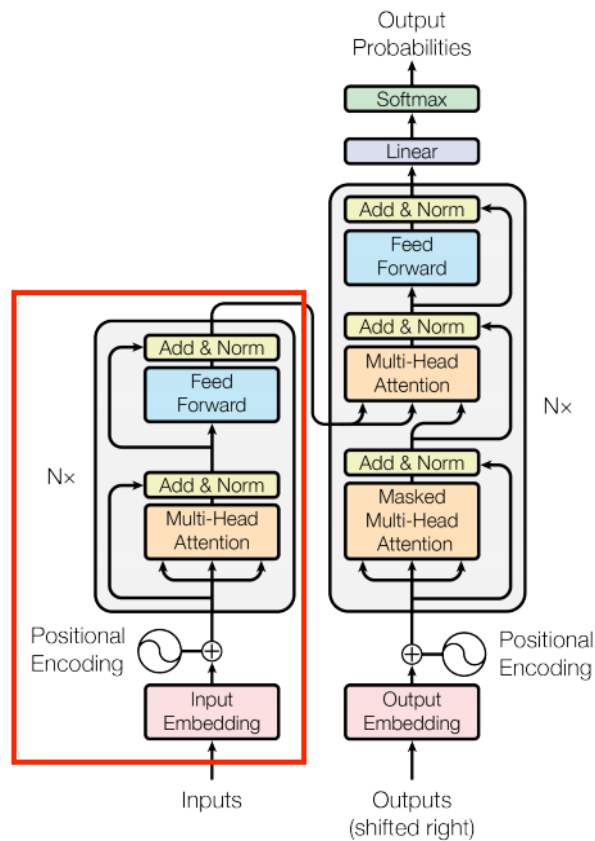 Output
Probabilities
Softmax
Linear
Add & Norm
Feed
Forward
Add & Norm
Multi-Head
Attention
Add & Norm
Masked
Multi-Head
Attention
N×
Positional
Encoding
Output
Embedding
Outputs
(shifted right)
Add & Norm
Feed
Forward
Add & Norm
Multi-Head
Attention
N×
Positional
Encoding
Input
Embedding
Inputs